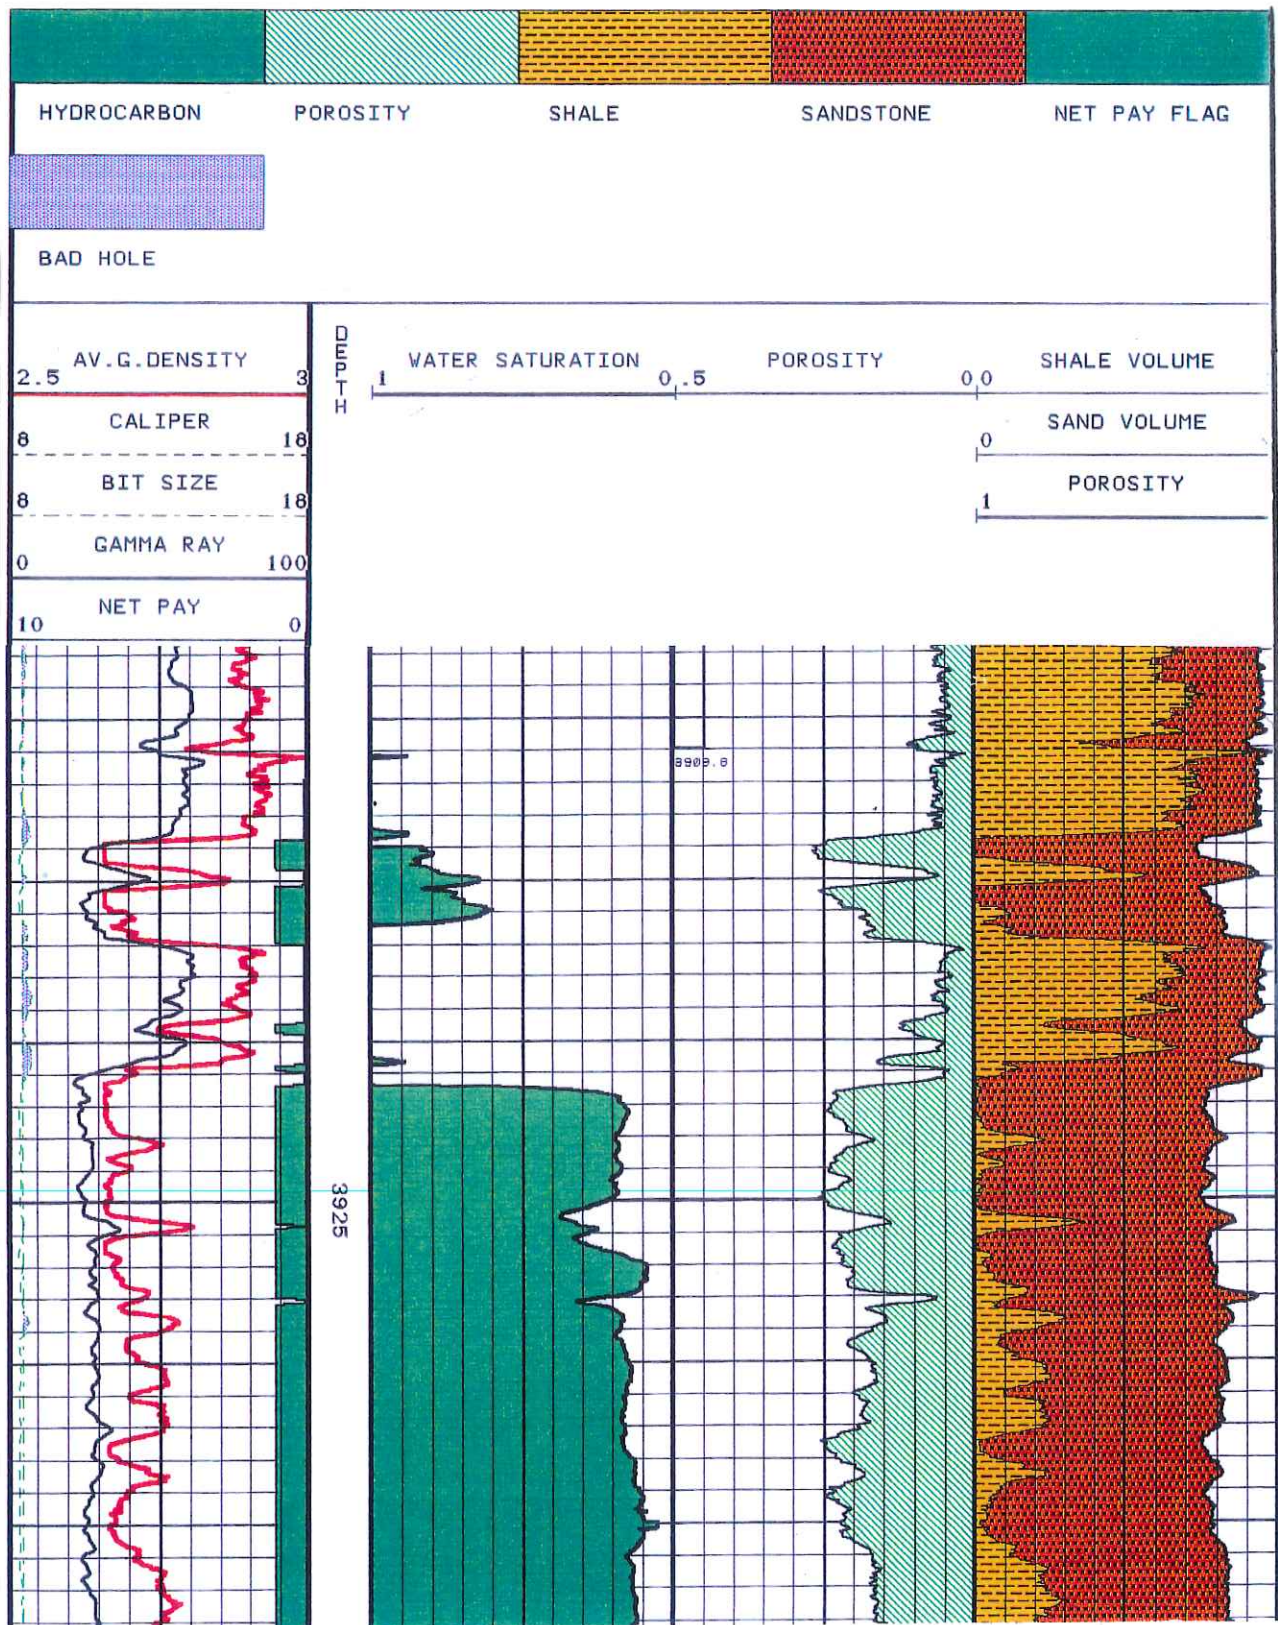 HYDROCARBON POROSITY SHALE SANDSTONE NET PAY FLAG
BAD HOLE
AV.G.DENSITY
2.5 3
CALIPER
8 18
BIT SIZE
8 18
GAMMA RAY
0 100
NET PAY
10 0
DEPTH
WATER SATURATION POROSITY SHALE VOLUME
1 0 .5 0 0
SAND VOLUME
0
POROSITY
1
3909.8
3925